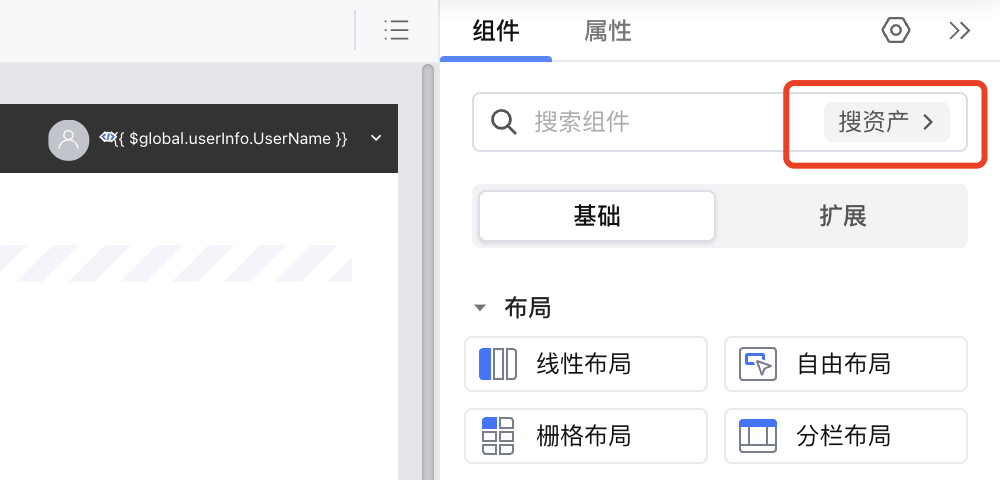 组件 属性
{{ $global.userInfo.UserName }}
搜索组件 搜资产
基础 扩展
布局
线性布局 自由布局
栅格布局 分栏布局